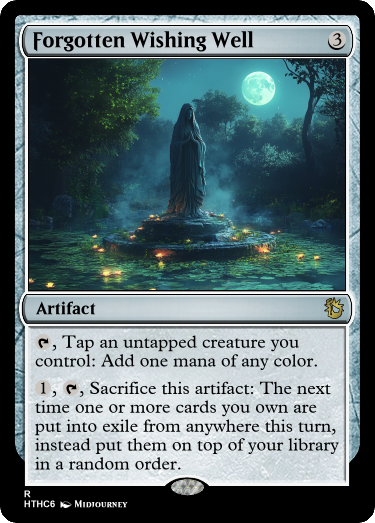 Forgotten Wishing Well 3
Artifact
, Tap an untapped creature you
control: Add one mana of any color.
1, , Sacrifice this artifact: The next
time one or more cards you own are
put into exile from anywhere this turn,
instead put them on top of your library
in a random order.
R
HTHC6 Midjourney